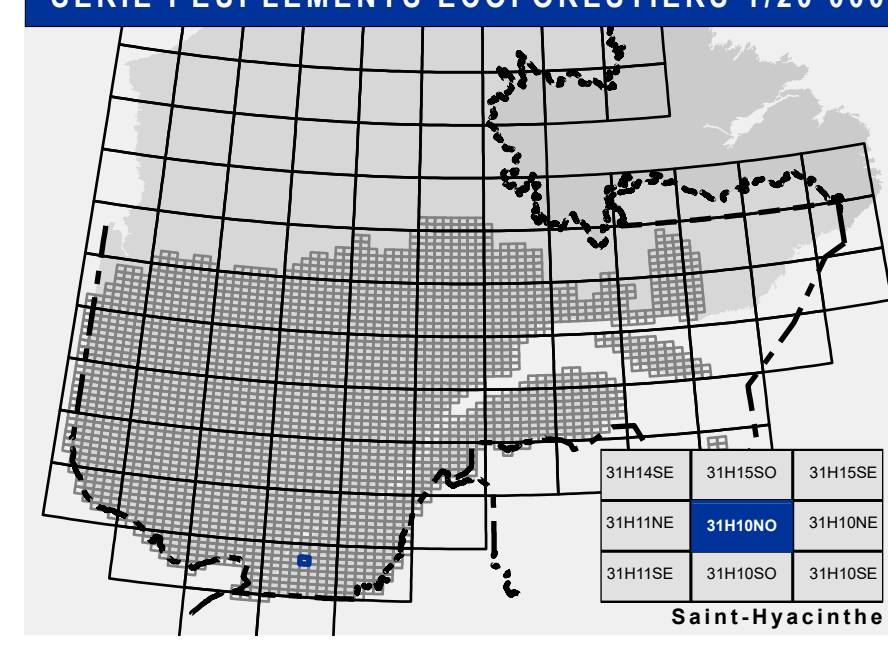 SÉRIE PEUPLEMENTS ÉCOFORESTIERS 1/20 000
31H14SE 31H15SO 31H15SE
31H11NE 31H10NO 31H10NE
31H11SE 31H10SO 31H10SE
Saint-Hyacinthe